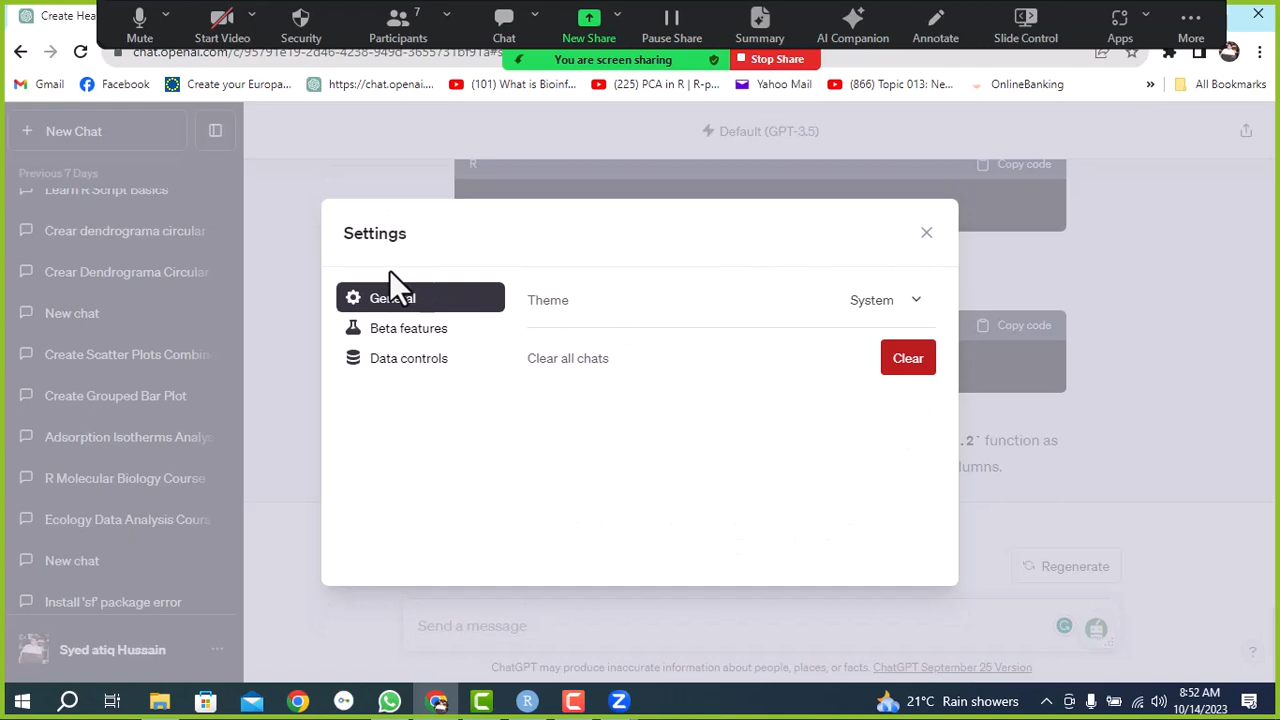 Create Hea
Mute
Start Video
Security
Participants
7
Chat
New Share
Pause Share
Summary
AI Companion
Annotate
Slide Control
Apps
More
You are screen sharing
Stop Share
Gmail
Facebook
Create your Europa...
https://chat.openai....
(101) What is Bioinf...
(225) PCA in R | R-p...
Yahoo Mail
(866) Topic 013: Ne...
OnlineBanking
»
All Bookmarks
+ New Chat
Default (GPT-3.5)
Previous 7 Days
Learn R Script Basics
Crear dendrograma circular
Crear Dendrograma Circular
New chat
Create Scatter Plots Combin
Create Grouped Bar Plot
Adsorption Isotherms Analy
R Molecular Biology Course
Ecology Data Analysis Cours
New chat
Install 'sf' package error
Syed atiq Hussain
R
Copy code
Settings
General
Beta features
Data controls
Theme
System
Clear all chats
Clear
Copy code
.2` function as
lumns.
Regenerate
Send a message
ChatGPT may produce inaccurate information about people, places, or facts. ChatGPT September 25 Version
?
21°C Rain showers
8:52 AM
10/14/2023